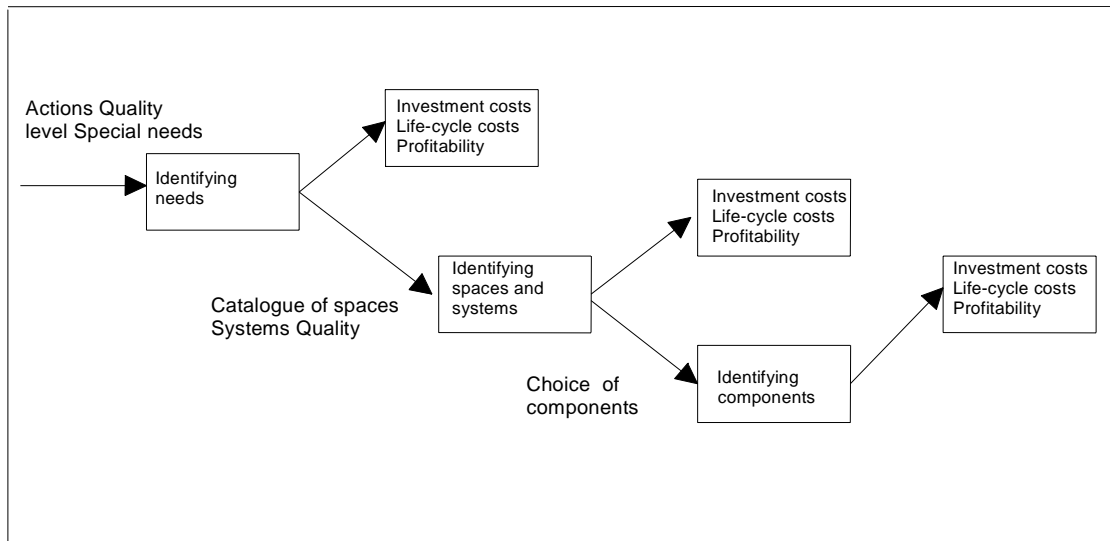 Actions Quality
level Special needs
Investment costs
Life-cycle costs
Profitability
Identifying
needs
Investment costs
Life-cycle costs
Profitability
Identifying
spaces and
systems
Catalogue of spaces
Systems Quality
Investment costs
Life-cycle costs
Profitability
Choice of
components
Identifying
components